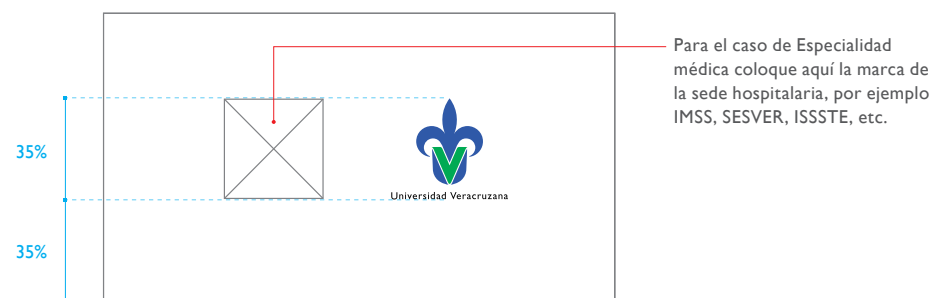 Para el caso de Especialidad
médica coloque aquí la marca de
la sede hospitalaria, por ejemplo
IMSS, SESVER, ISSSTE, etc.
35%
Universidad Veracruzana
35%